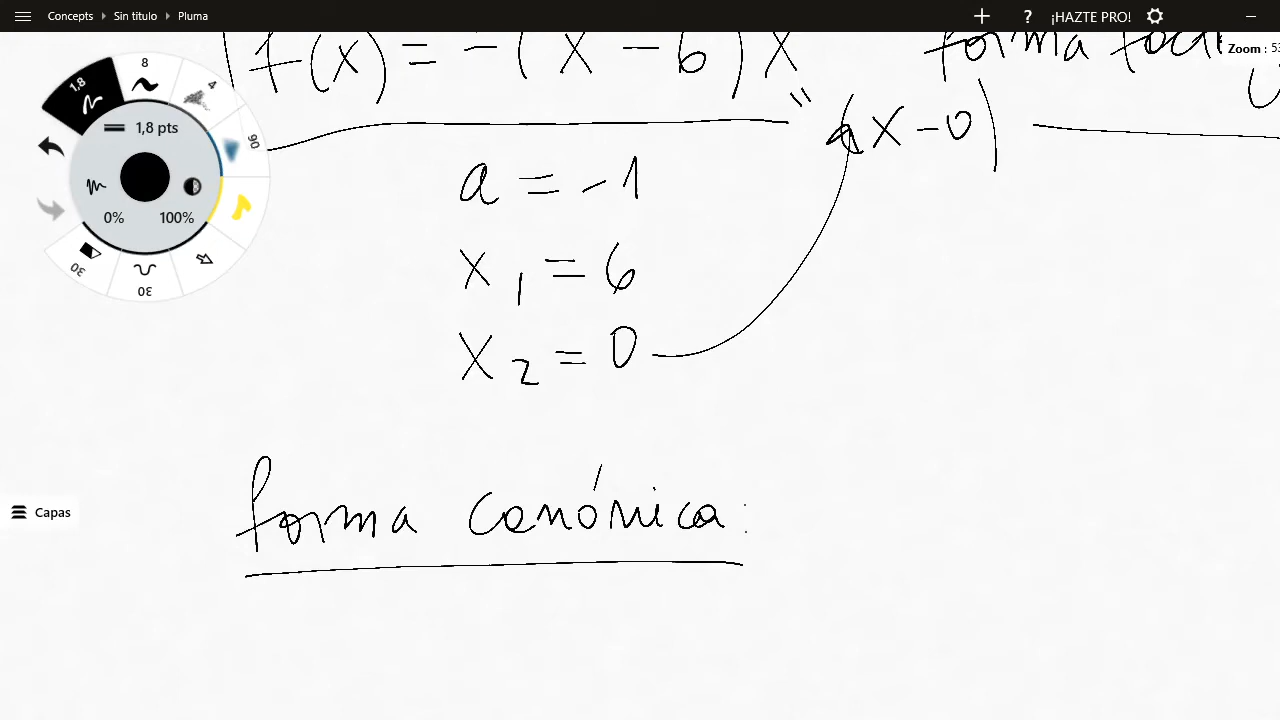 Concepts Sin título Pluma
? ¡HAZTE PRO!
Zoom : 53
f(x) = -(x - 6)x
forma
(x - 0)
8
1,8
4
1,8 pts
90
0% 100%
30
30
a = -1
x₁ = 6
x₂ = 0
Capas
forma canónica: